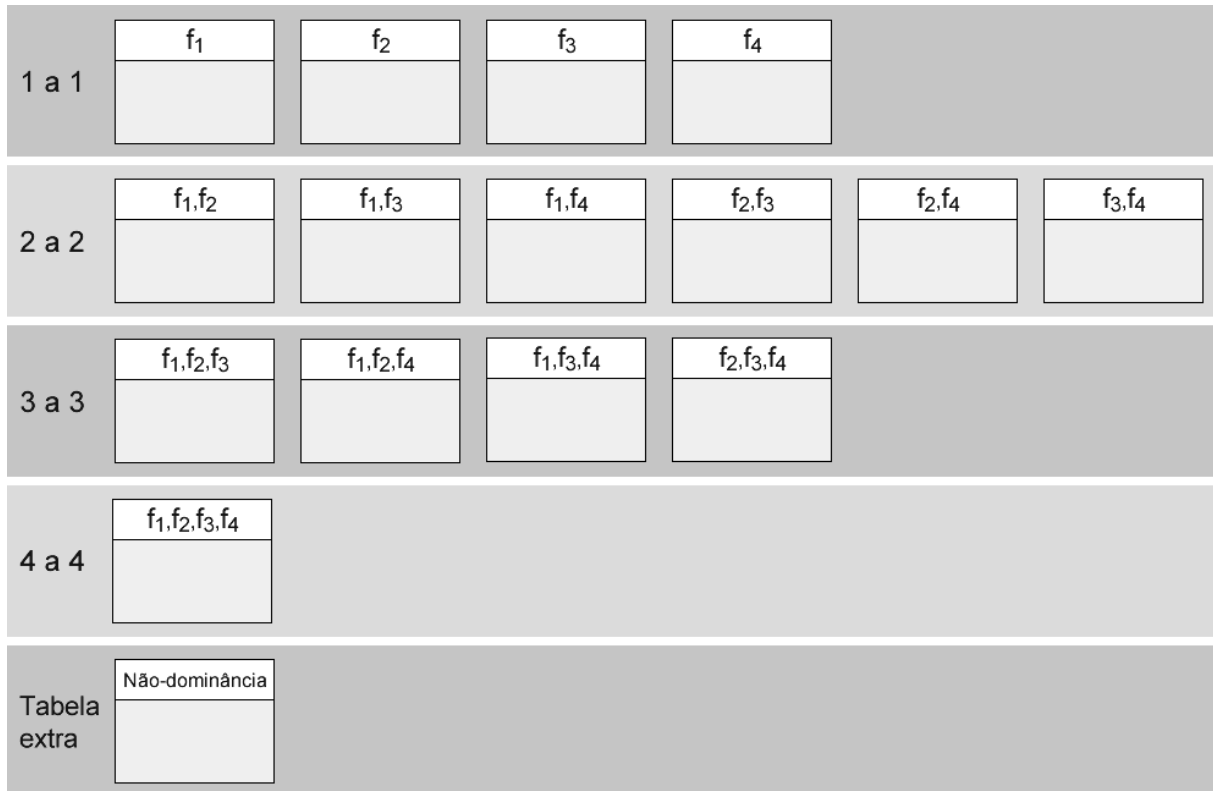 f₁ f₂ f₃ f₄
1 a 1
f₁,f₂ f₁,f₃ f₁,f₄ f₂,f₃ f₂,f₄ f₃,f₄
2 a 2
f₁,f₂,f₃ f₁,f₂,f₄ f₁,f₃,f₄ f₂,f₃,f₄
3 a 3
f₁,f₂,f₃,f₄
4 a 4
Não-dominância
Tabela
extra